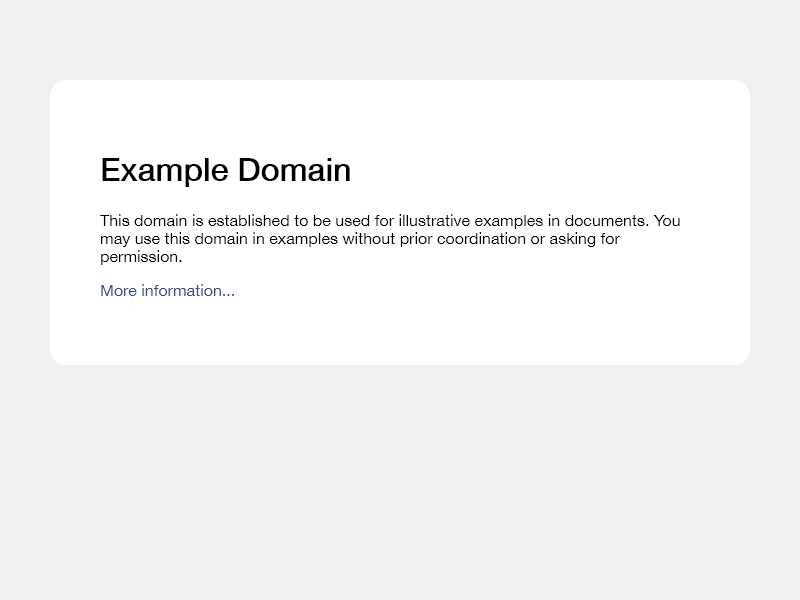 Example Domain
This domain is established to be used for illustrative examples in documents. You
may use this domain in examples without prior coordination or asking for
permission.
More information...